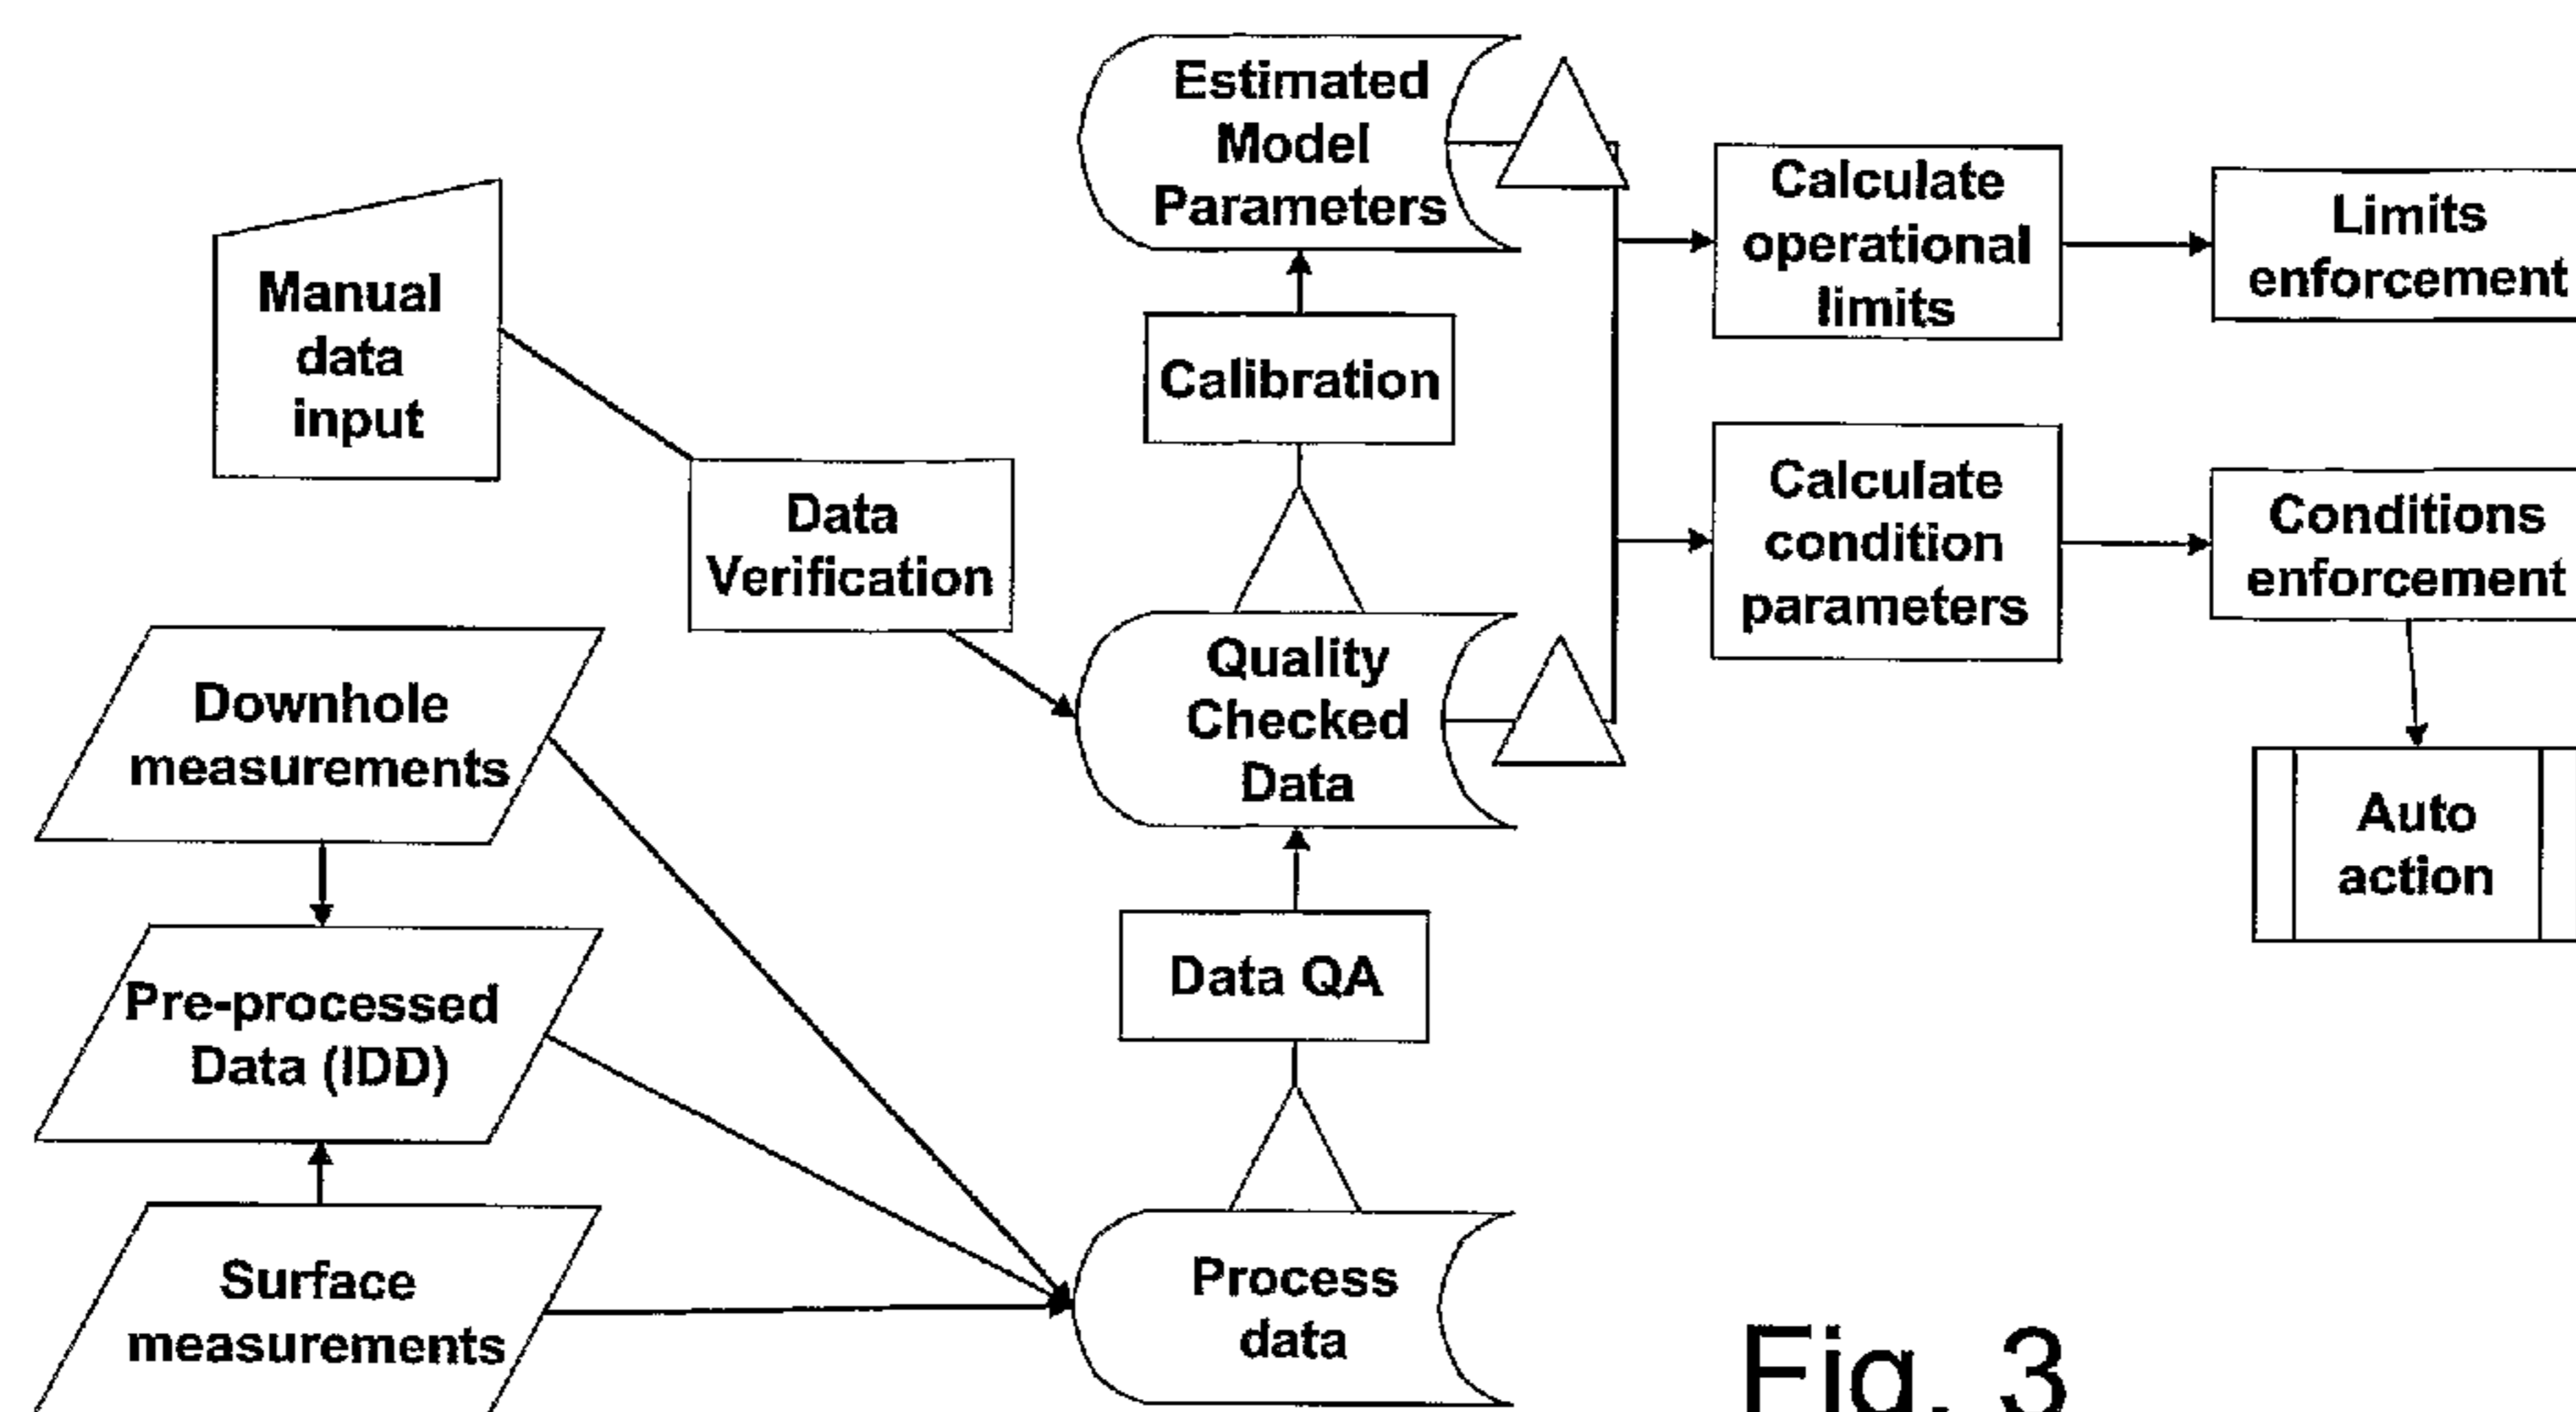 Estimated
Model
Parameters
Calculate
operational
limits
Limits
enforcement
Manual
data
input
Calibration
Data
Verification
Calculate
condition
parameters
Conditions
enforcement
Downhole
measurements
Quality
Checked
Data
Auto
action
Pre-processed
Data (IDD)
Data QA
Surface
measurements
Process
data
Fig. 3